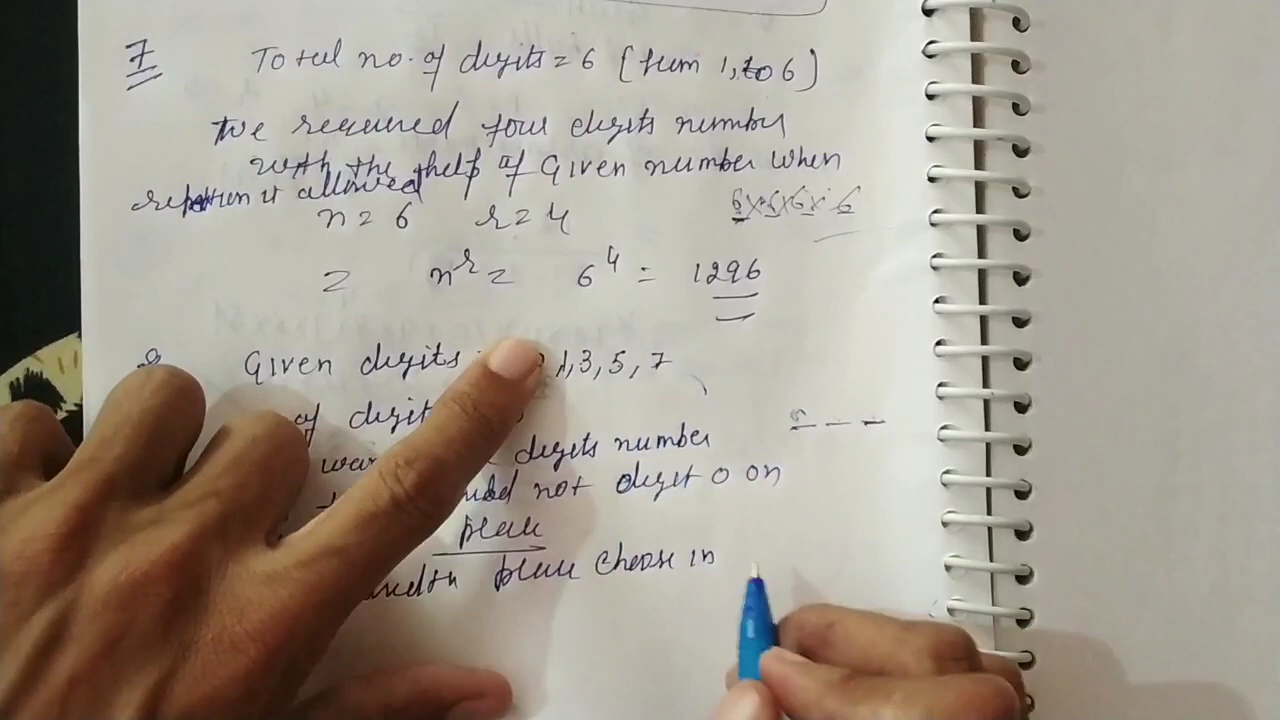 7 Total no. of digits = 6 (from 1, to 6)
We required four digits number
with the help of Given number when
repetition is allowed
n = 6 r = 4 6×6×6×6
= n^r = 6^4 = 1296
Given digits 1, 3, 5, 7
of digit
digits number
not digit 0 on
place
place choose in